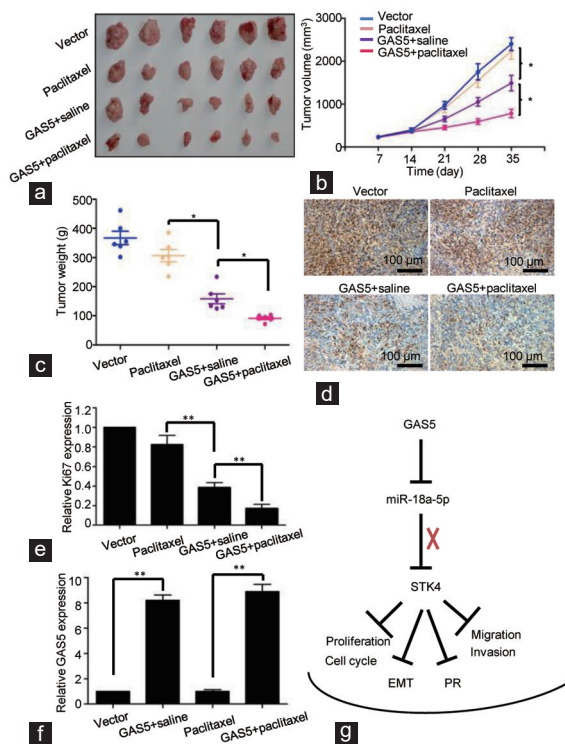 Vector
Paclitaxel
GAS5+saline
GAS5+paclitaxel
a
Tumor volume (mm3)
3000
2000
1000
0
7 14 21 28 35
Time (day)
Vector
Paclitaxel
GAS5+saline
GAS5+paclitaxel
*
*
b
Tumor weight (g)
500
400
300
200
100
0
*
*
Vector
Paclitaxel
GAS5+saline
GAS5+paclitaxel
c
Vector
Paclitaxel
100 µm
100 µm
GAS5+saline
GAS5+paclitaxel
100 µm
100 µm
d
Relative Ki67 expression
1.2
1.0
0.8
0.6
0.4
0.2
0
**
**
Vector
Paclitaxel
GAS5+saline
GAS5+paclitaxel
e
Relative GAS5 expression
10
8
6
4
2
0
**
**
Vector
GAS5+saline
Paclitaxel
GAS5+paclitaxel
f
GAS5
miR-18a-5p
X
STK4
Proliferation
Cell cycle
Migration
Invasion
EMT PR
g